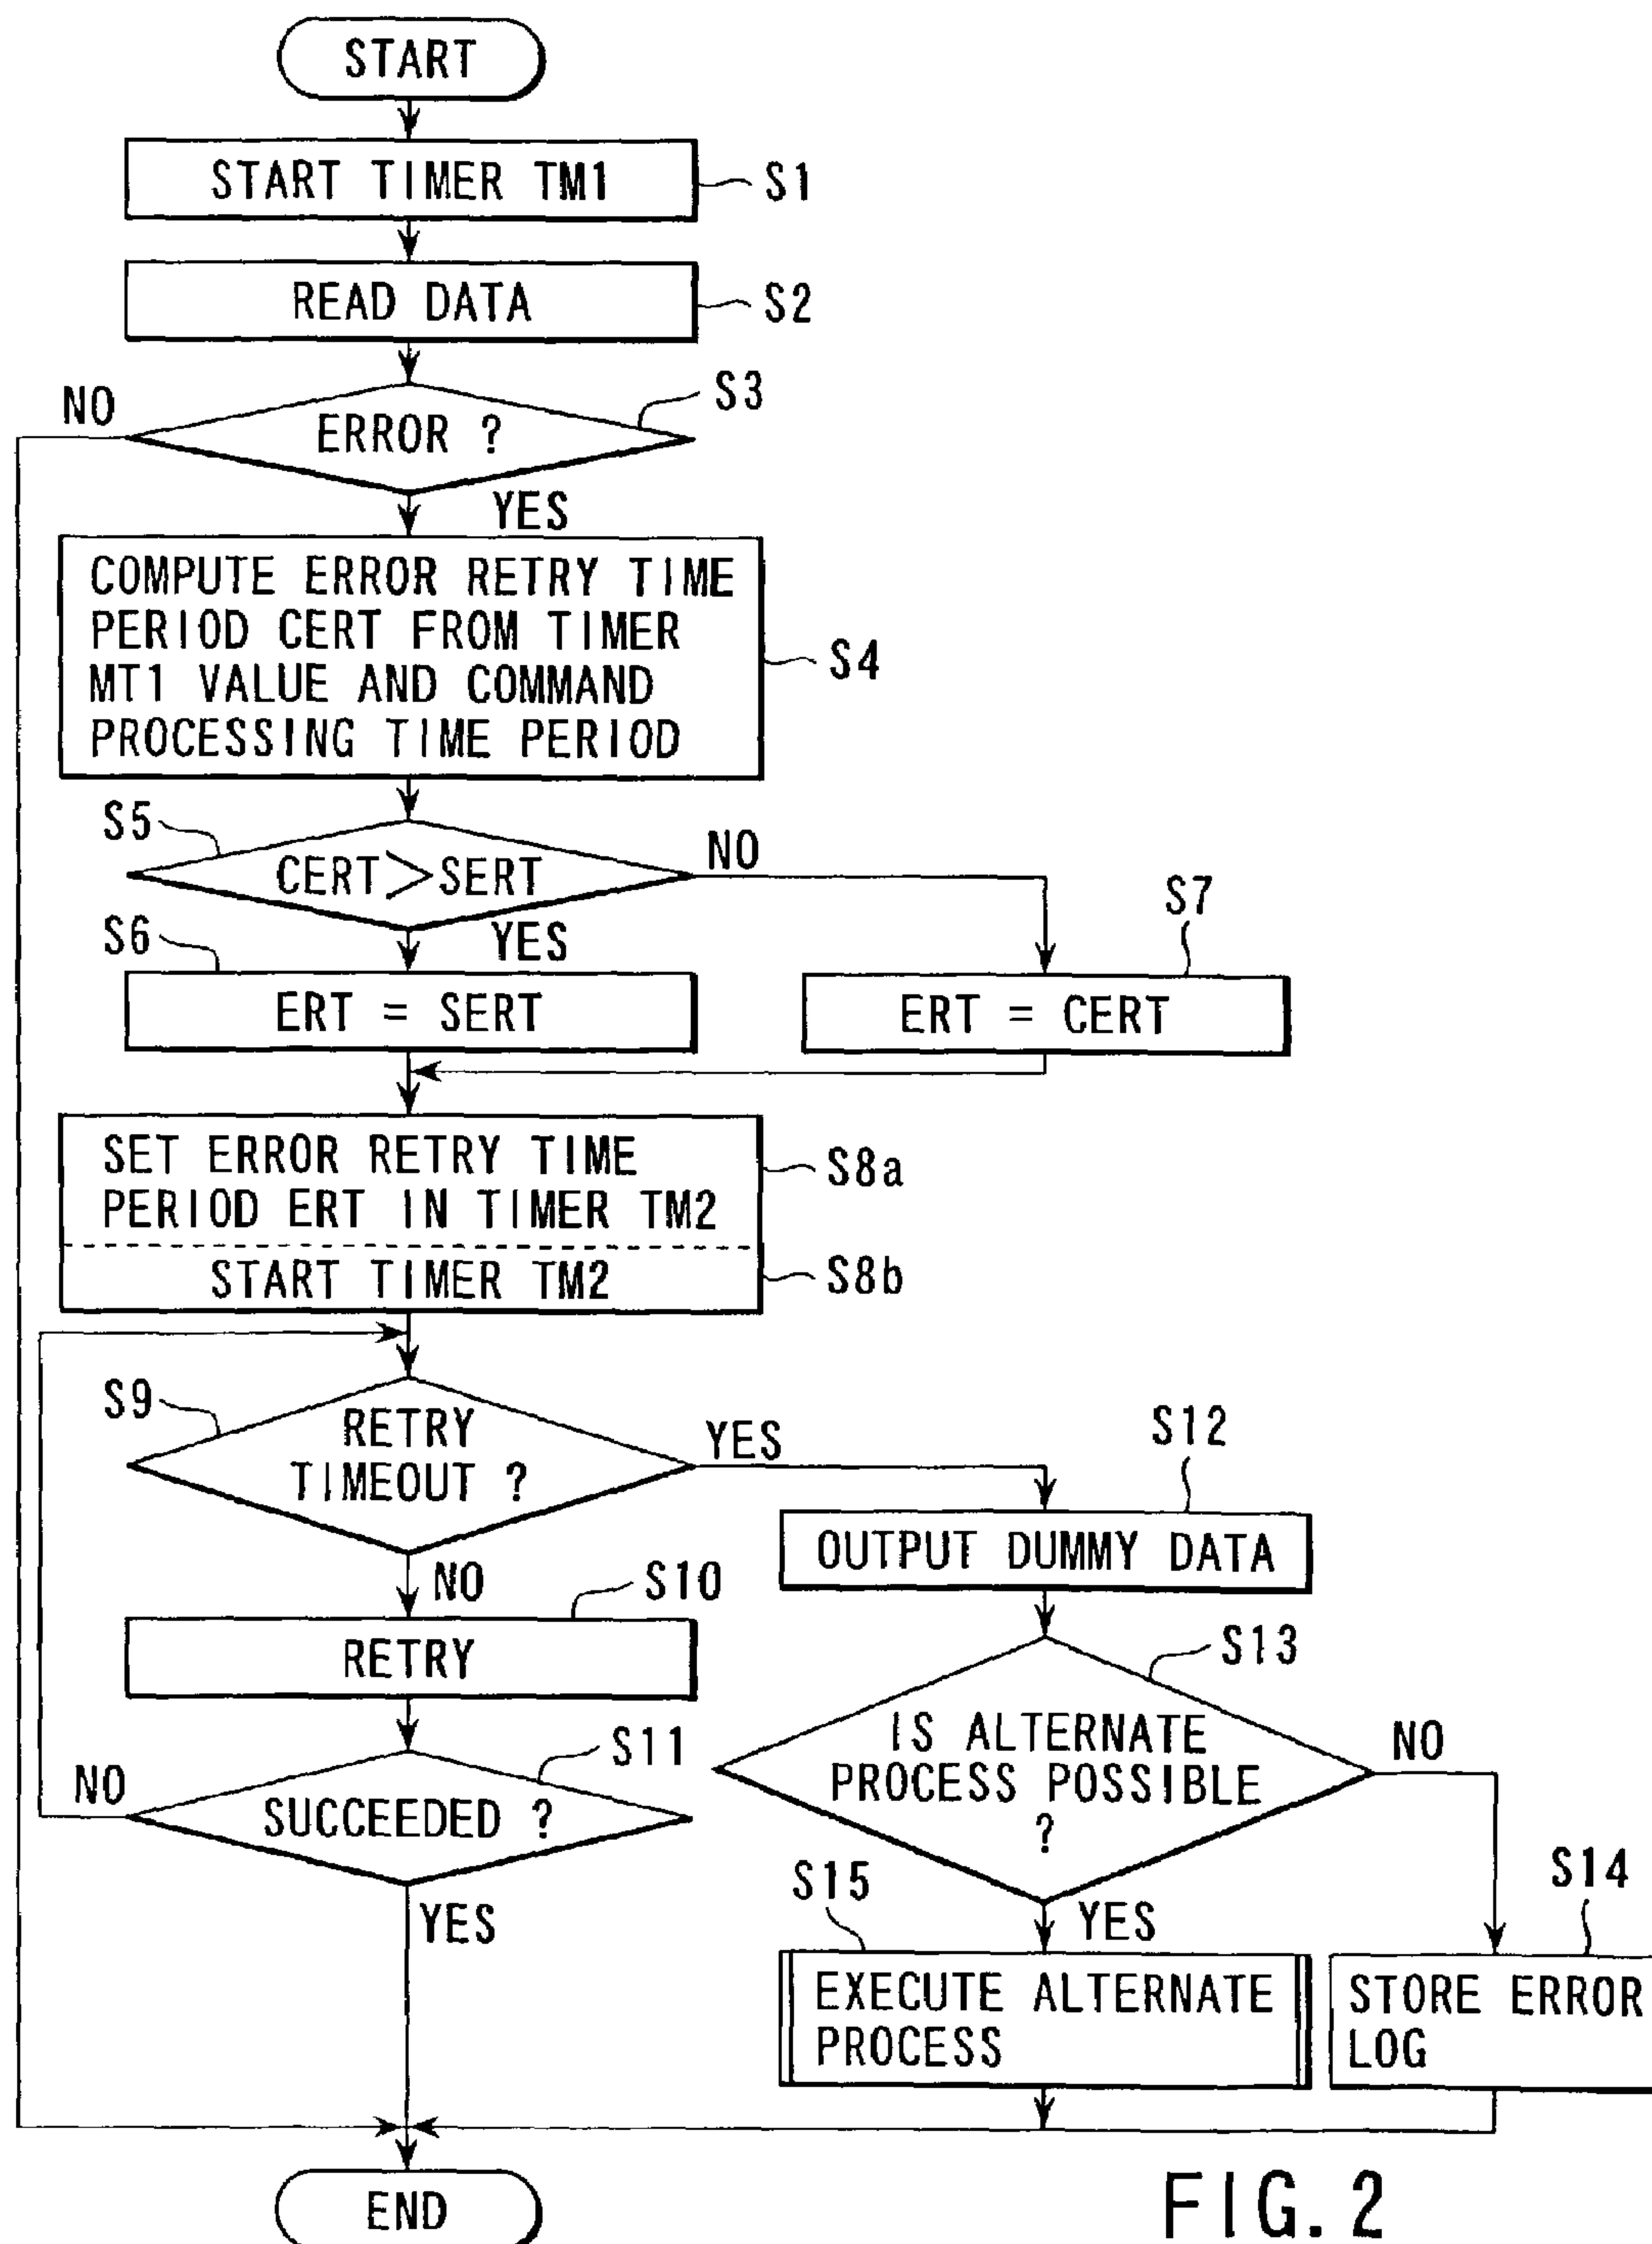 START
START TIMER TM1
S1
READ DATA
S2
NO
ERROR ?
S3
YES
COMPUTE ERROR RETRY TIME
PERIOD CERT FROM TIMER
MT1 VALUE AND COMMAND
PROCESSING TIME PERIOD
S4
S5
CERT>SERT
NO
YES
S6
ERT = SERT
S7
ERT = CERT
SET ERROR RETRY TIME
PERIOD ERT IN TIMER TM2
S8a
START TIMER TM2
S8b
S9
RETRY
TIMEOUT ?
YES
NO
S12
OUTPUT DUMMY DATA
S10
RETRY
S13
IS ALTERNATE
PROCESS POSSIBLE
?
NO
S11
NO
SUCCEEDED ?
YES
S15
YES
EXECUTE ALTERNATE
PROCESS
S14
STORE ERROR
LOG
END
FIG. 2